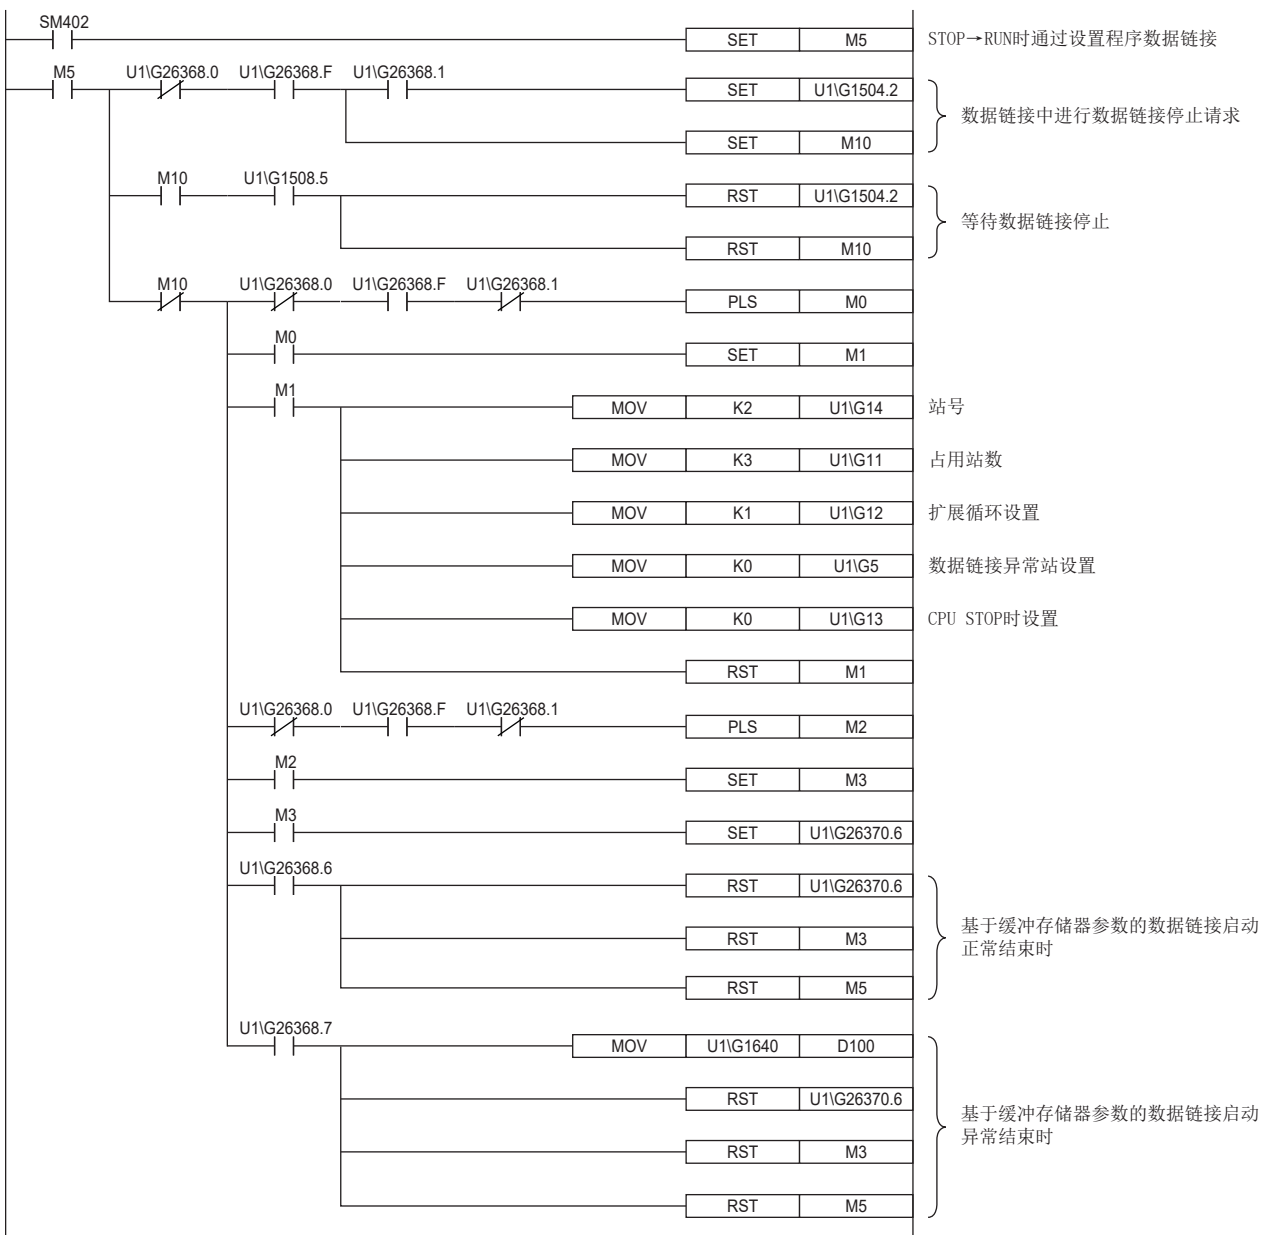 SM402
SET M5 STOP→RUN时通过设置程序数据链接
M5 U1\G26368.0 U1\G26368.F U1\G26368.1
SET U1\G1504.2
数据链接中进行数据链接停止请求
SET M10
M10 U1\G1508.5
RST U1\G1504.2
等待数据链接停止
RST M10
M10 U1\G26368.0 U1\G26368.F U1\G26368.1
PLS M0
M0
SET M1
M1
MOV K2 U1\G14 站号
MOV K3 U1\G11 占用站数
MOV K1 U1\G12 扩展循环设置
MOV K0 U1\G5 数据链接异常站设置
MOV K0 U1\G13 CPU STOP时设置
RST M1
U1\G26368.0 U1\G26368.F U1\G26368.1
PLS M2
M2
SET M3
M3
SET U1\G26370.6
U1\G26368.6
RST U1\G26370.6
基于缓冲存储器参数的数据链接启动
RST M3
正常结束时
RST M5
U1\G26368.7
MOV U1\G1640 D100
RST U1\G26370.6
基于缓冲存储器参数的数据链接启动
异常结束时
RST M3
RST M5